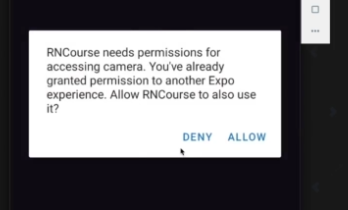 RNCourse needs permissions for
accessing camera. You've already
granted permission to another Expo
experience. Allow RNCourse to also use
it?
DENY ALLOW